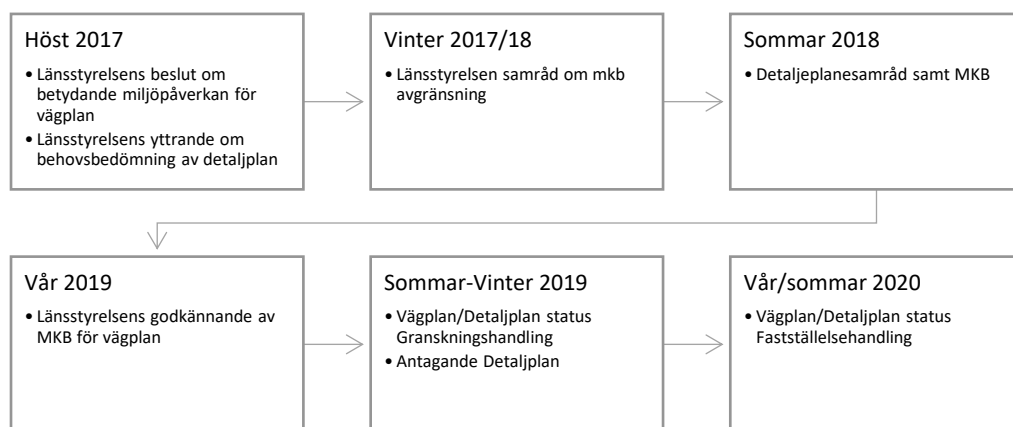 Höst 2017
• Länsstyrelsens beslut om
betydande miljöpåverkan för
vägplan
• Länsstyrelsens yttrande om
behovsbedömning av detaljplan
Vinter 2017/18
• Länsstyrelsen samråd om mkb
avgränsning
Sommar 2018
• Detaljeplanesamråd samt MKB
Vår 2019
• Länsstyrelsens godkännande av
MKB för vägplan
Sommar-Vinter 2019
• Vägplan/Detaljplan status
Granskningshandling
• Antagande Detaljplan
Vår/sommar 2020
• Vägplan/Detaljplan status
Fastställelsehandling